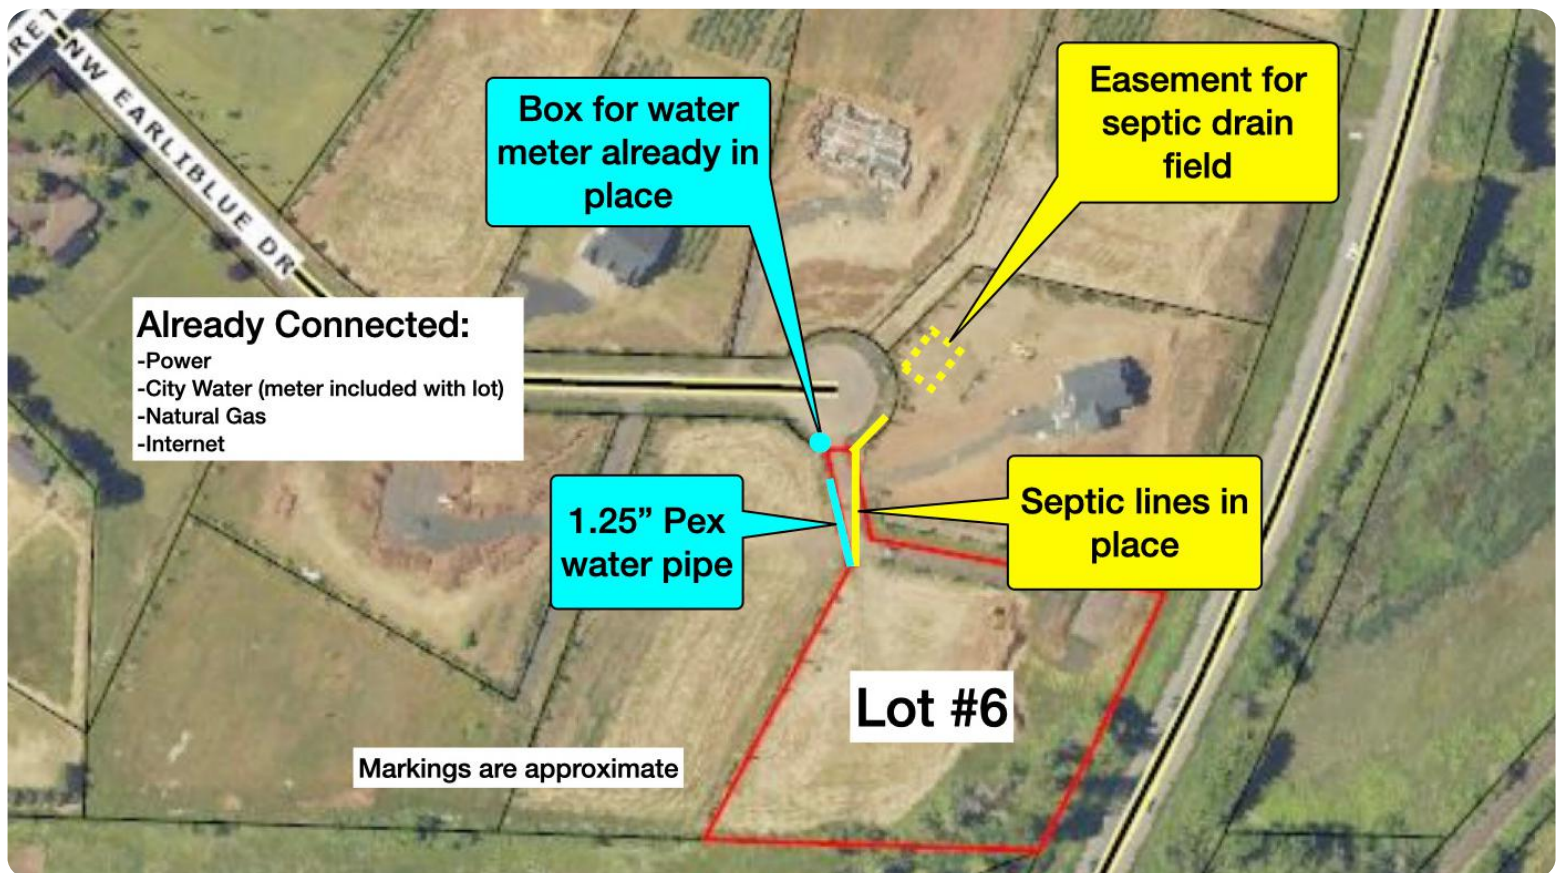 RET
NW EARLIBLUE DR
Box for water
meter already in
place
Easement for
septic drain
field
Already Connected:
-Power
-City Water (meter included with lot)
-Natural Gas
-Internet
1.25” Pex
water pipe
Septic lines in
place
Lot #6
Markings are approximate